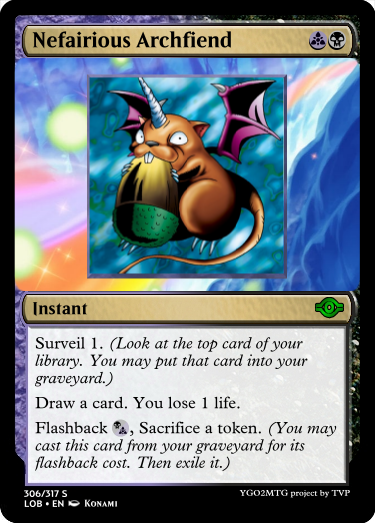 Nefairious Archfiend
Instant
Surveil 1. (Look at the top card of your
library. You may put that card into your
graveyard.)
Draw a card. You lose 1 life.
Flashback , Sacrifice a token. (You may
cast this card from your graveyard for its
flashback cost. Then exile it.)
306/317 S
YGO2MTG project by TVP
LOB • EN Konami